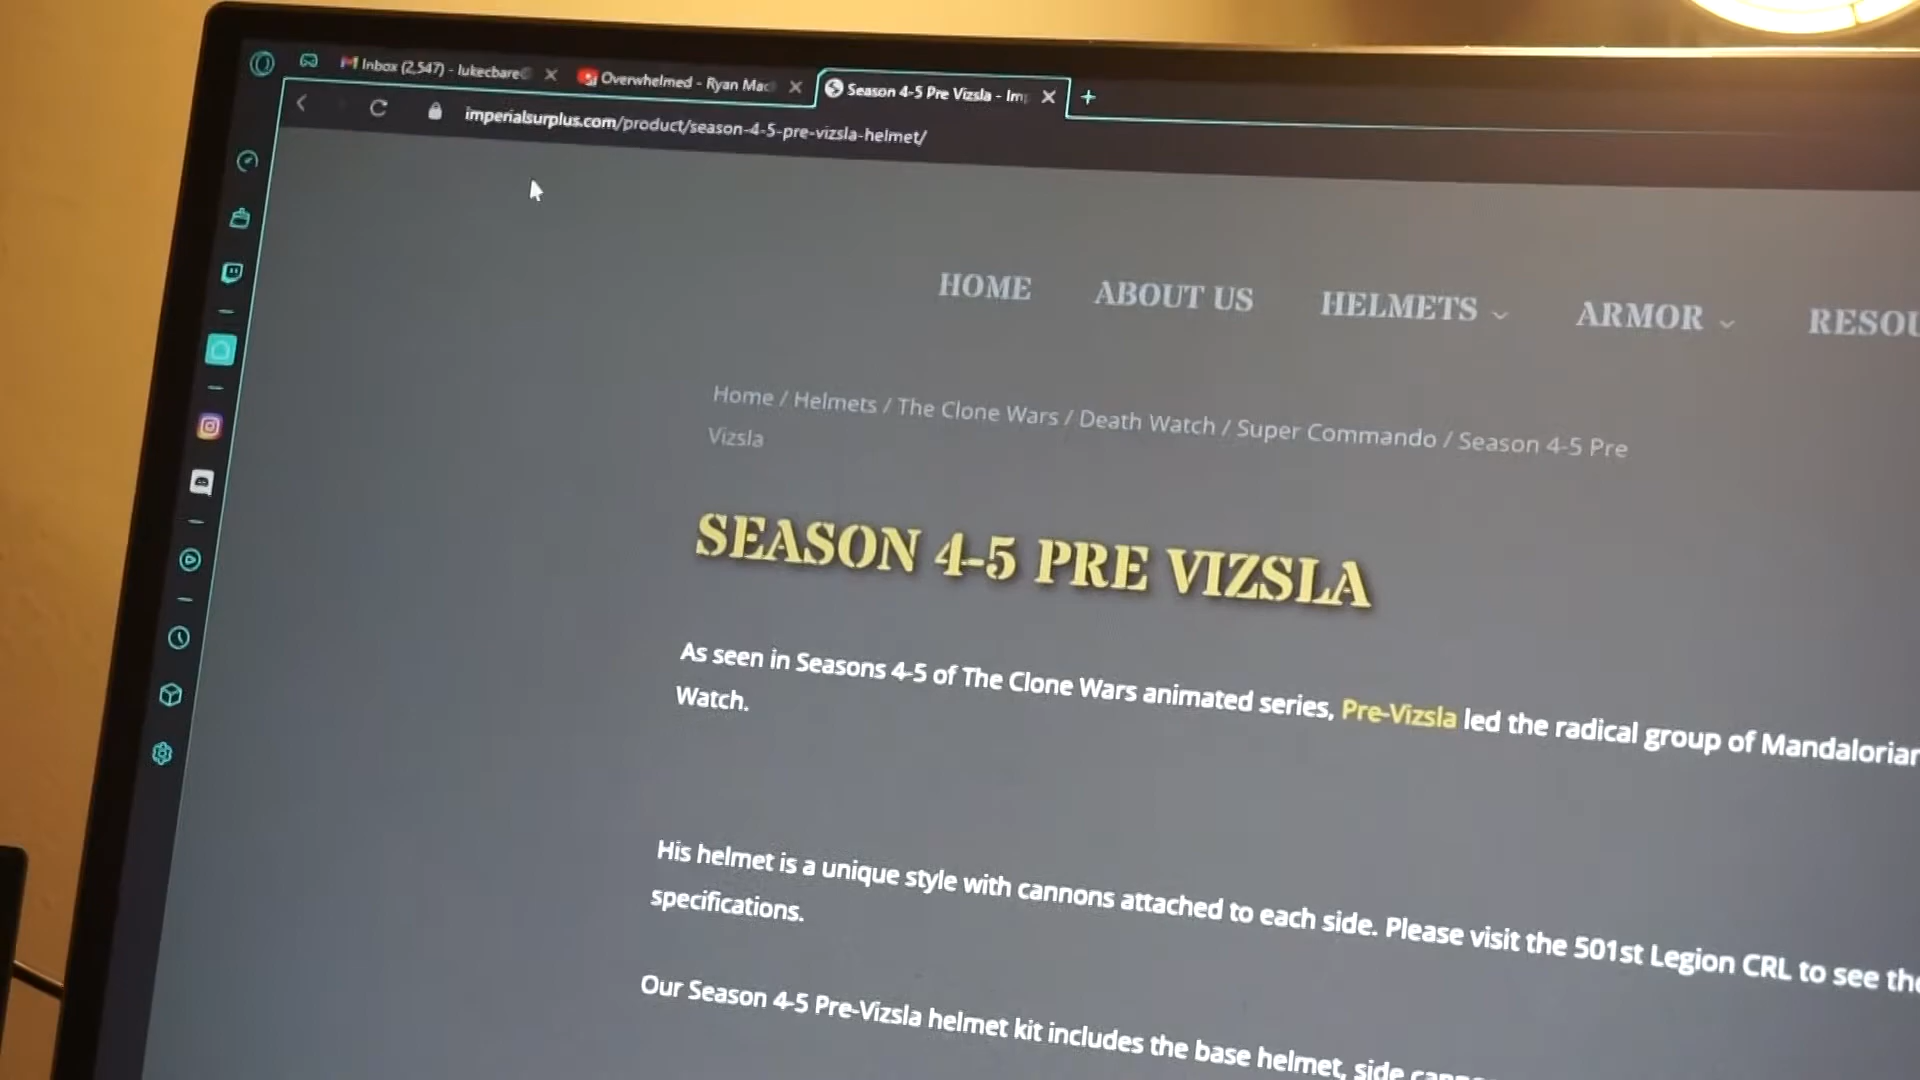 Inbox (2,547) - lukecbare
Overwhelmed - Ryan Mac
Season 4-5 Pre Vizsla - Im
imperialsurplus.com/product/season-4-5-pre-vizsla-helmet/
HOME ABOUT US HELMETS ARMOR RESOU
Home / Helmets / The Clone Wars / Death Watch / Super Commando / Season 4-5 Pre
Vizsla
SEASON 4-5 PRE VIZSLA
As seen in Seasons 4-5 of The Clone Wars animated series, Pre-Vizsla led the radical group of Mandalorian
Watch.
His helmet is a unique style with cannons attached to each side. Please visit the 501st Legion CRL to see the
specifications.
Our Season 4-5 Pre-Vizsla helmet kit includes the base helmet, side